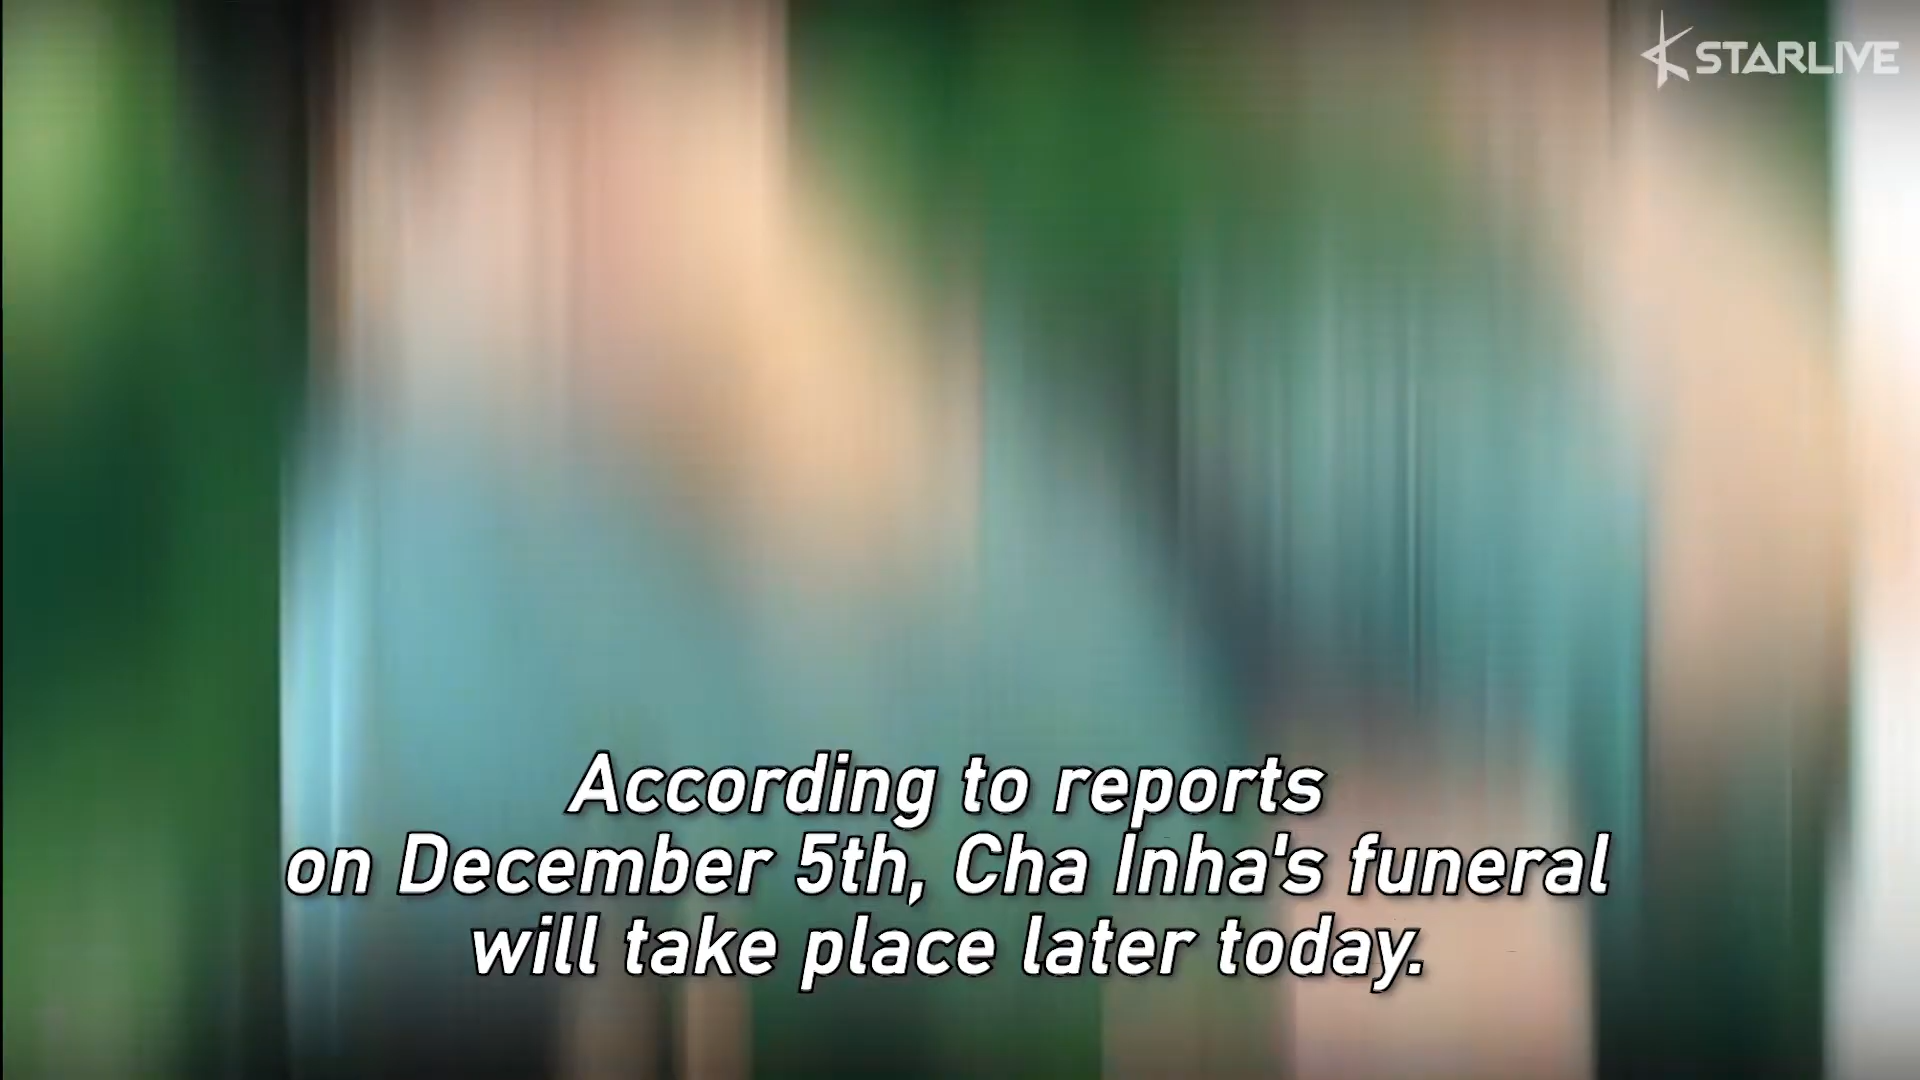 STARLIVE
According to reports
on December 5th, Cha Inha's funeral
will take place later today.